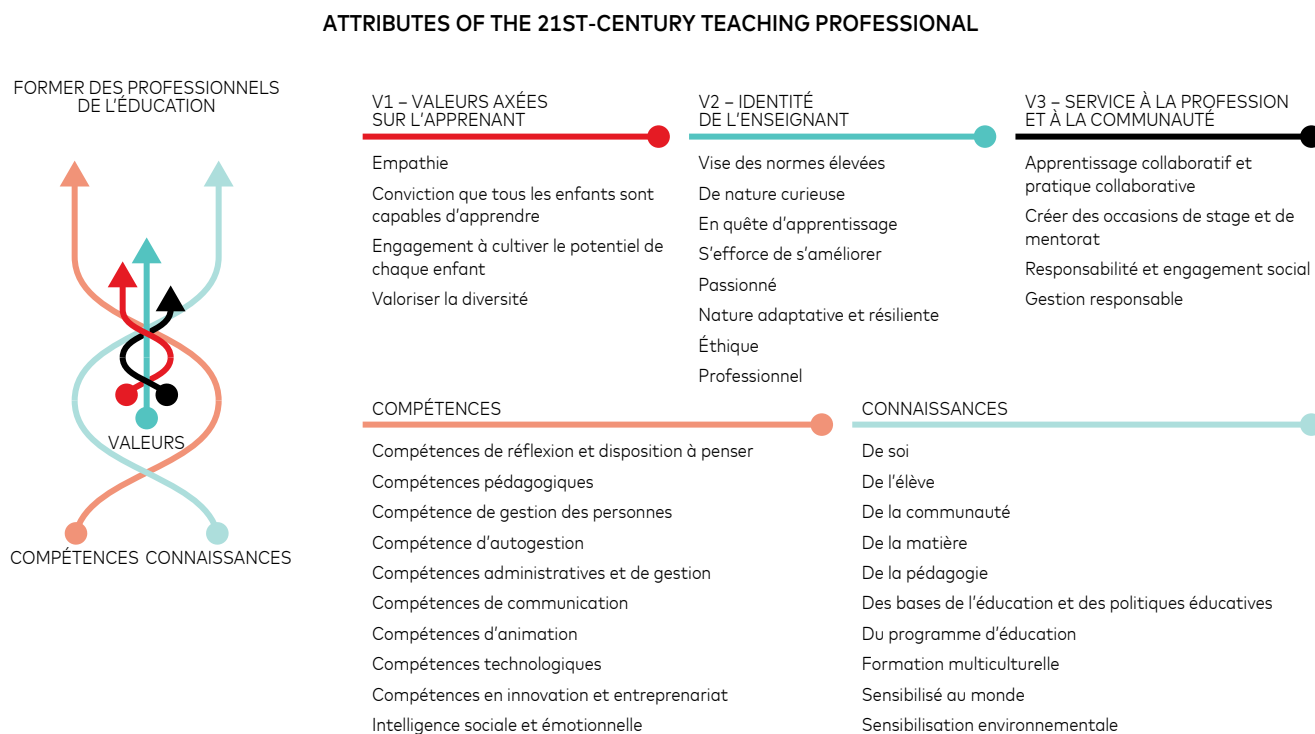 ATTRIBUTES OF THE 21ST-CENTURY TEACHING PROFESSIONAL
FORMER DES PROFESSIONNELS
DE L'ÉDUCATION
VALEURS
COMPÉTENCES
CONNAISSANCES
V1 – VALEURS AXÉES
SUR L'APPRENANT
Empathie
Conviction que tous les enfants sont
capables d'apprendre
Engagement à cultiver le potentiel de
chaque enfant
Valoriser la diversité
V2 – IDENTITÉ
DE L'ENSEIGNANT
Vise des normes élevées
De nature curieuse
En quête d'apprentissage
S'efforce de s'améliorer
Passionné
Nature adaptative et résiliente
Éthique
Professionnel
V3 – SERVICE À LA PROFESSION
ET À LA COMMUNAUTÉ
Apprentissage collaboratif et
pratique collaborative
Créer des occasions de stage et de
mentorat
Responsabilité et engagement social
Gestion responsable
COMPÉTENCES
Compétences de réflexion et disposition à penser
Compétences pédagogiques
Compétence de gestion des personnes
Compétence d'autogestion
Compétences administratives et de gestion
Compétences de communication
Compétences d'animation
Compétences technologiques
Compétences en innovation et entreprenariat
Intelligence sociale et émotionnelle
CONNAISSANCES
De soi
De l'élève
De la communauté
De la matière
De la pédagogie
Des bases de l'éducation et des politiques éducatives
Du programme d'éducation
Formation multiculturelle
Sensibilisé au monde
Sensibilisation environnementale